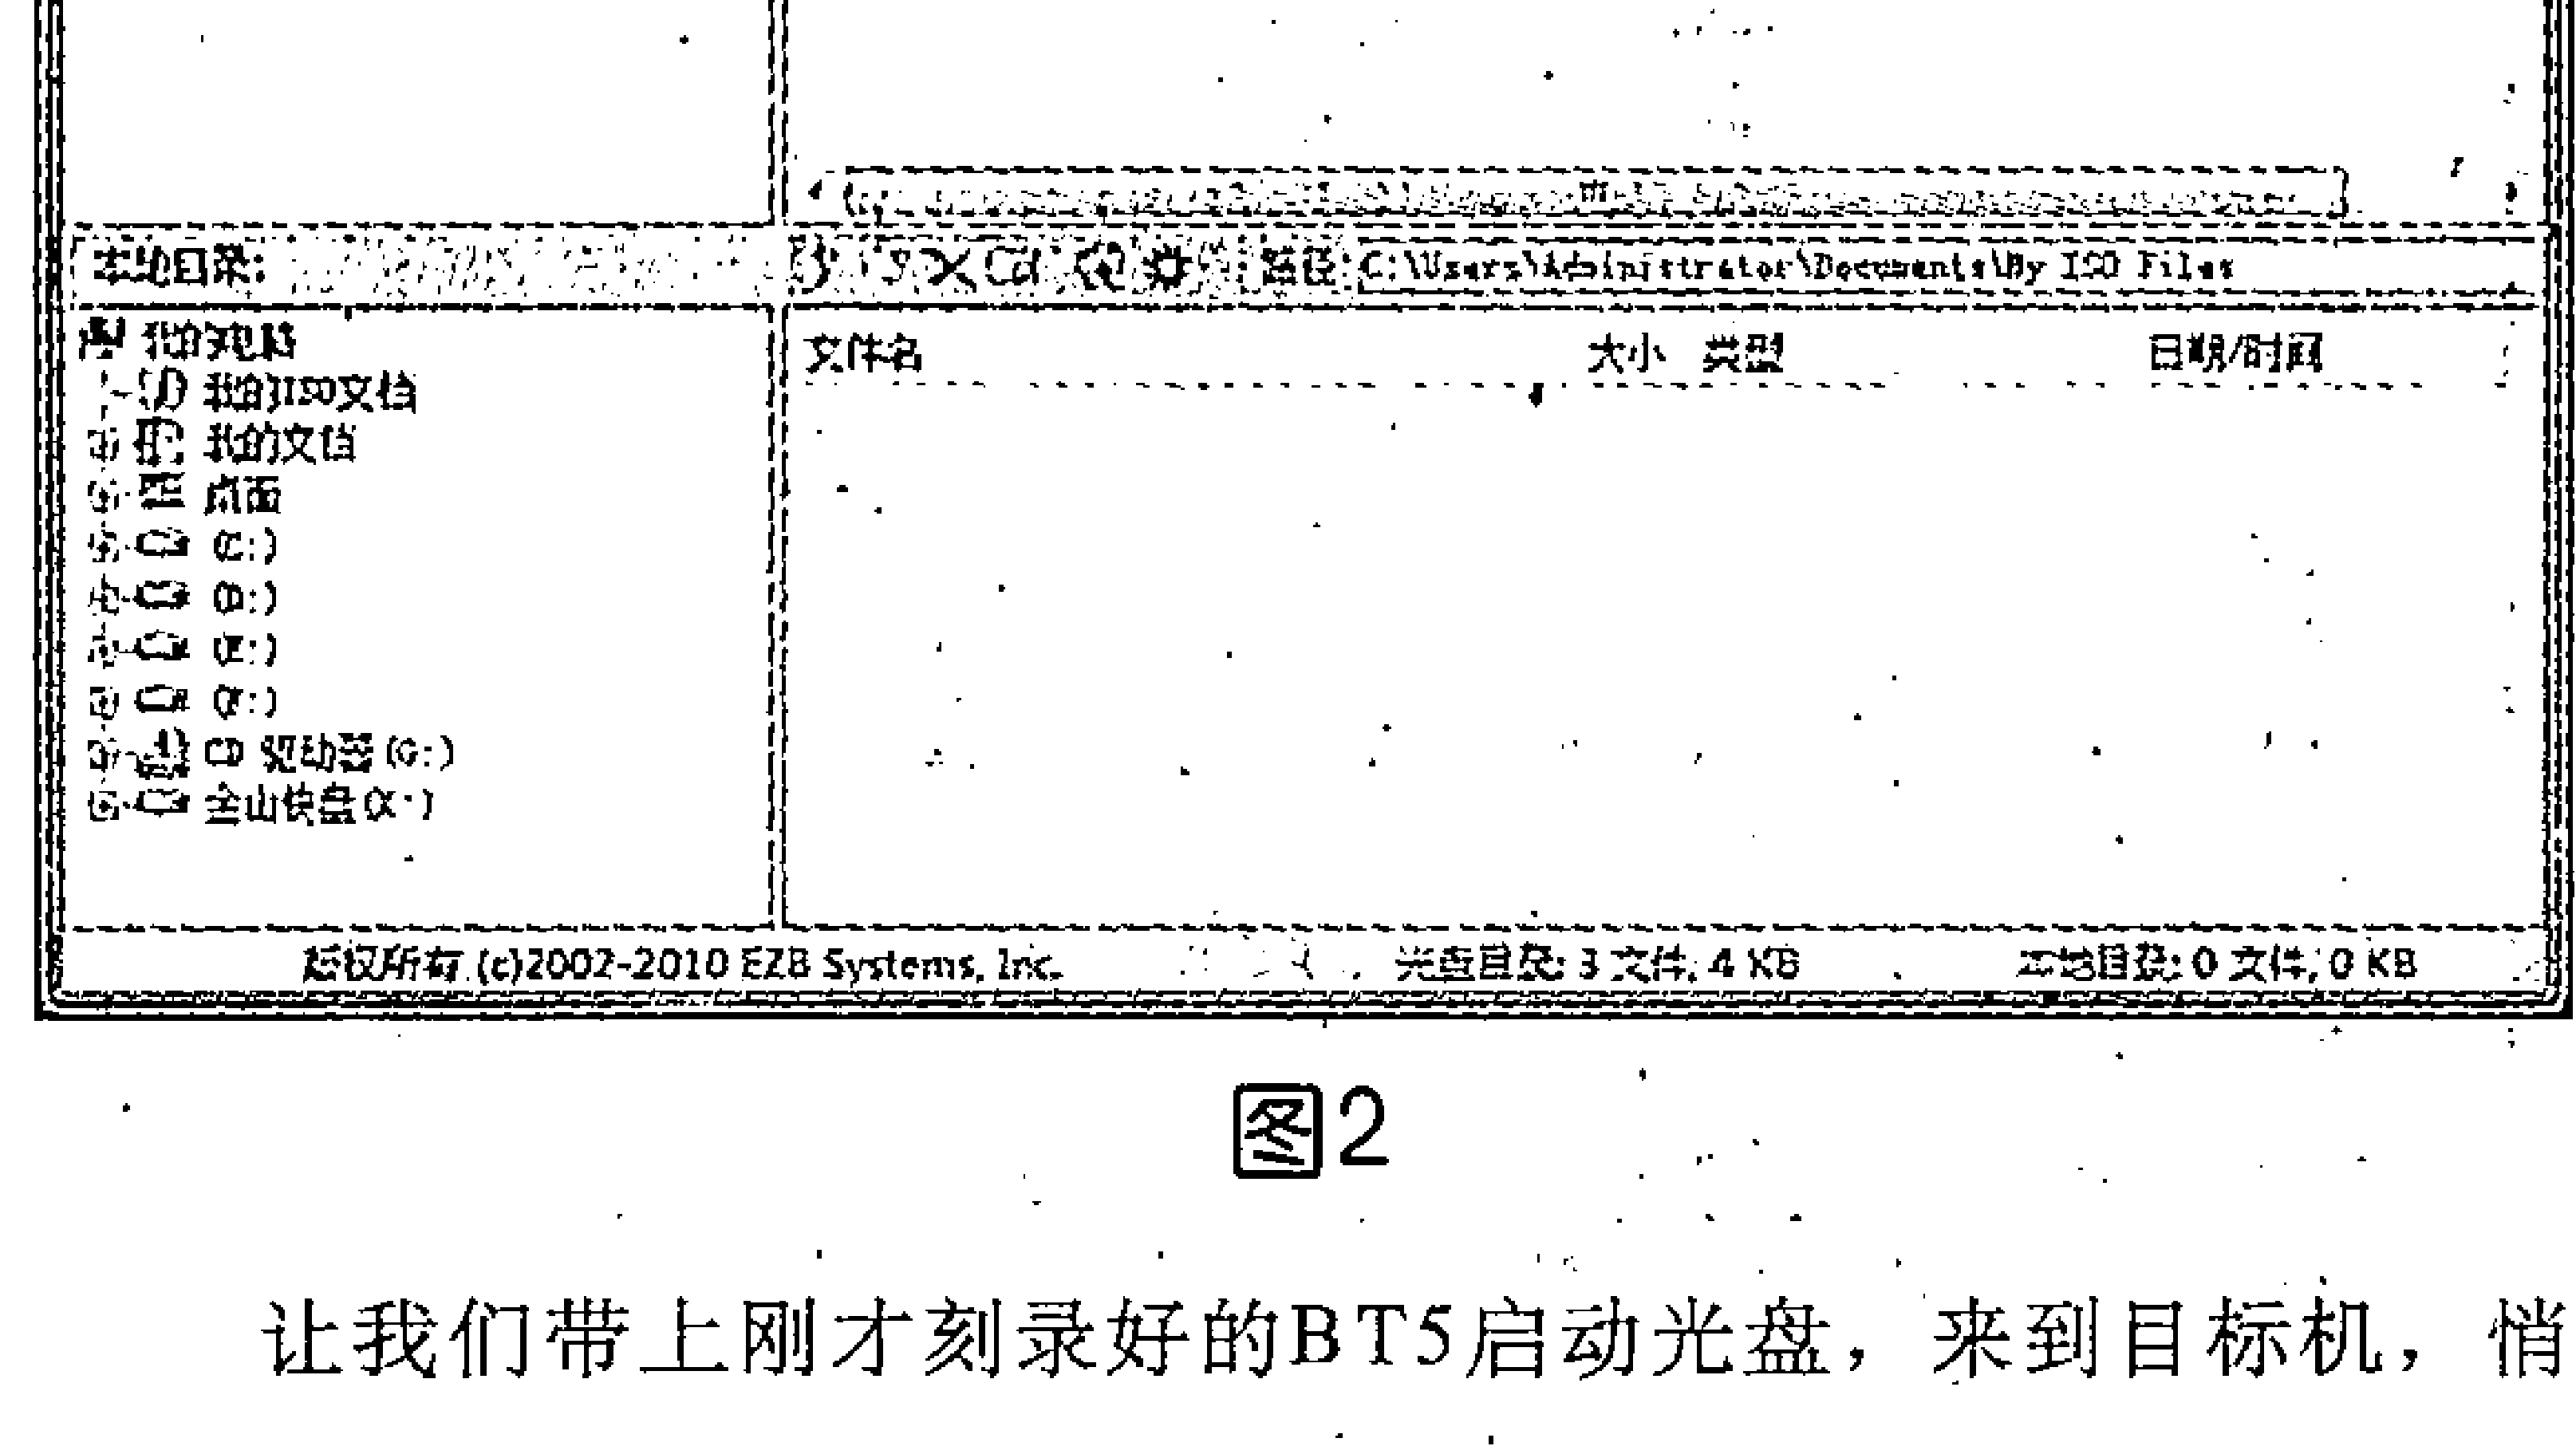 本地目录: 路径: C:\Users\Administrator\Documents\My ISO Files
我的电脑
文件名 大小 类型 日期/时间
我的ISO文档
我的文档
桌面
(C:)
(D:)
(E:)
(F:)
CD 驱动器(G:)
金山快盘(X:)
版权所有 (c)2002-2010 EZB Systems, Inc. 光盘目录: 3 文件, 4 KB 本地目录: 0 文件, 0 KB
图2
让我们带上刚才刻录好的BT5启动光盘，来到目标机，悄